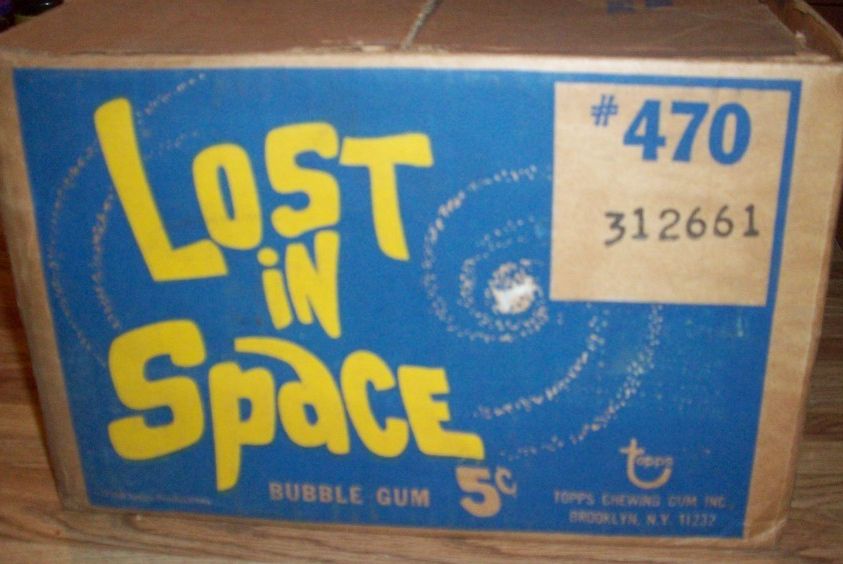 LOST
iN
SpaCE
#470
312661
BUBBLE GUM 5¢
topps
TOPPS CHEWING GUM INC.
BROOKLYN, N.Y. 11232